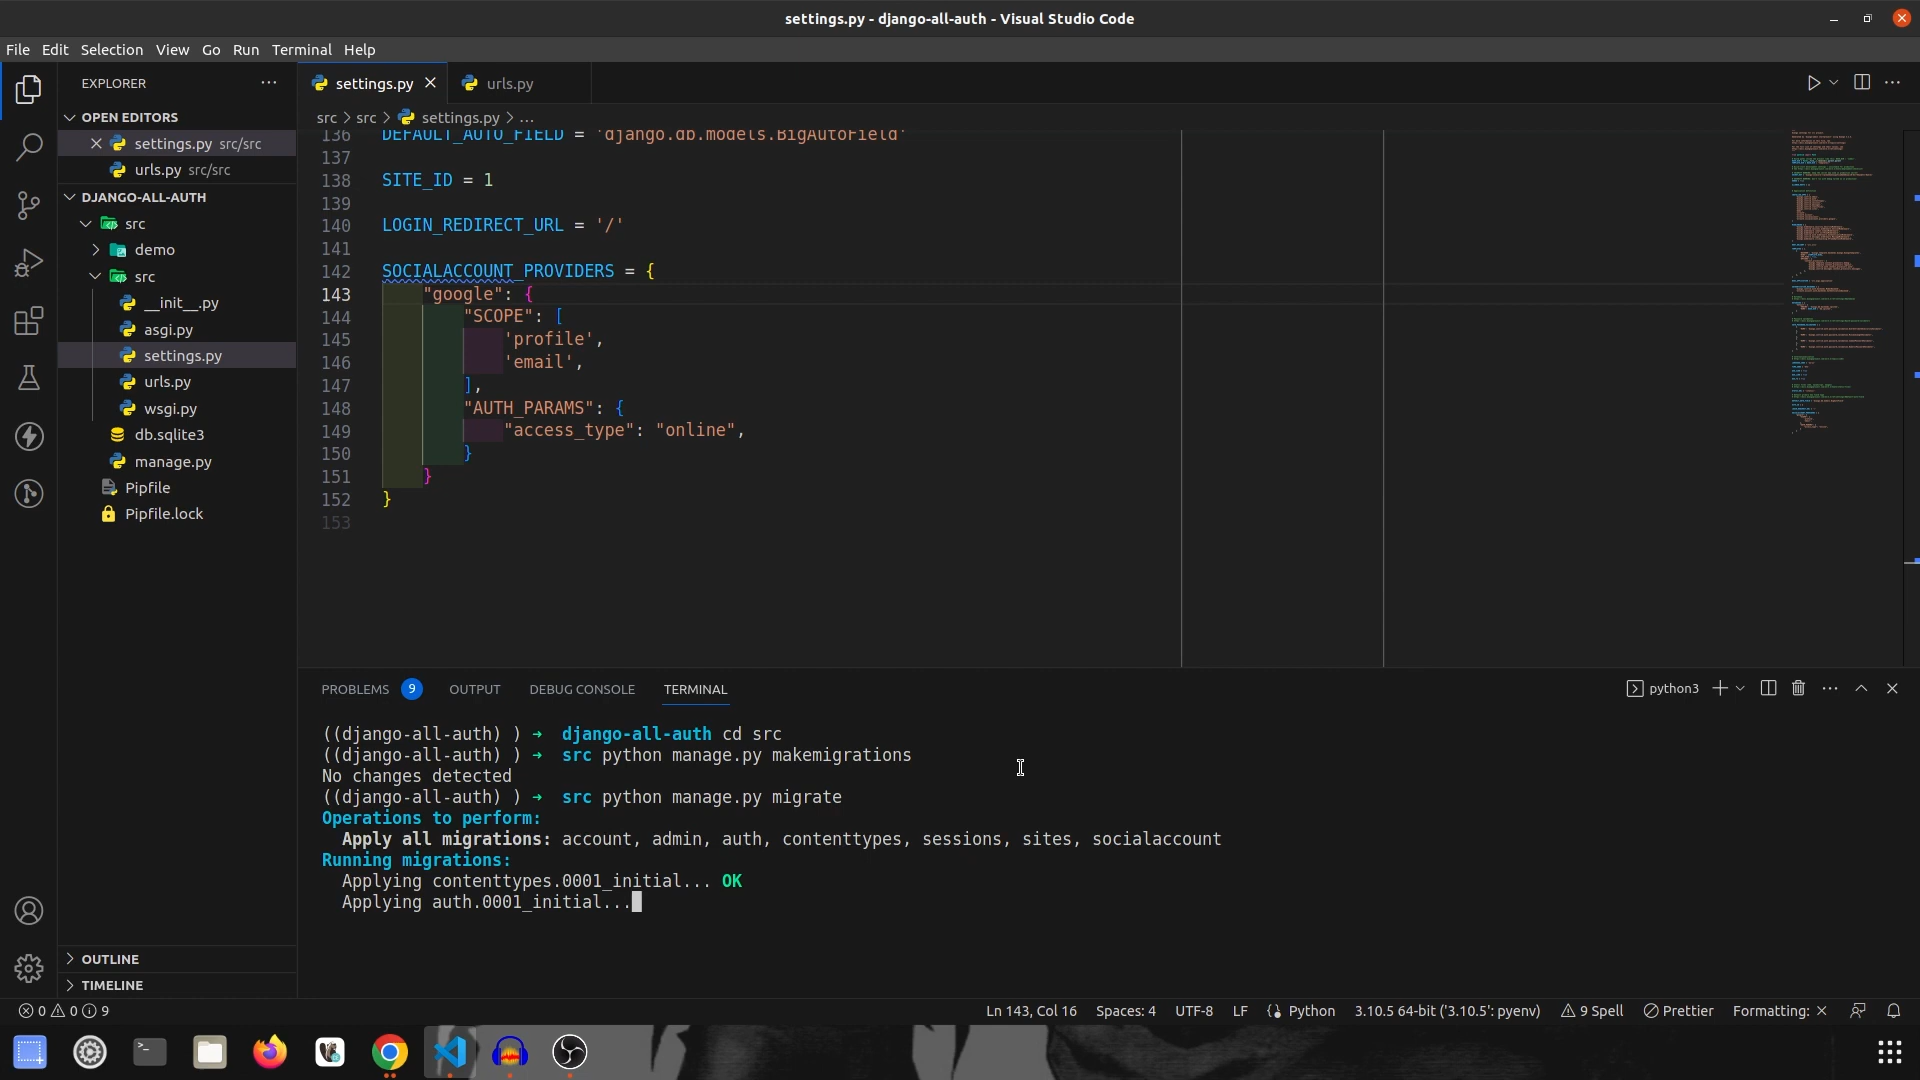 settings.py - django-all-auth - Visual Studio Code
File Edit Selection View Go Run Terminal Help
EXPLORER
OPEN EDITORS
settings.py src/src
urls.py src/src
DJANGO-ALL-AUTH
src
demo
src
__init__.py
asgi.py
settings.py
urls.py
wsgi.py
db.sqlite3
manage.py
Pipfile
Pipfile.lock
OUTLINE
TIMELINE
settings.py urls.py
src > src > settings.py > ...
136 DEFAULT_AUTO_FIELD = 'django.db.models.BigAutoField'
137
138 SITE_ID = 1
139
140 LOGIN_REDIRECT_URL = '/'
141
142 SOCIALACCOUNT_PROVIDERS = {
143 "google": {
144 "SCOPE": [
145 'profile',
146 'email',
147 ],
148 "AUTH_PARAMS": {
149 "access_type": "online",
150 }
151 }
152 }
153
PROBLEMS 9 OUTPUT DEBUG CONSOLE TERMINAL
python3
((django-all-auth) ) ➜ django-all-auth cd src
((django-all-auth) ) ➜ src python manage.py makemigrations
No changes detected
((django-all-auth) ) ➜ src python manage.py migrate
Operations to perform:
Apply all migrations: account, admin, auth, contenttypes, sessions, sites, socialaccount
Running migrations:
Applying contenttypes.0001_initial... OK
Applying auth.0001_initial...
0 0 9
Ln 143, Col 16 Spaces: 4 UTF-8 LF Python 3.10.5 64-bit ('3.10.5': pyenv) 9 Spell Prettier Formatting: ×